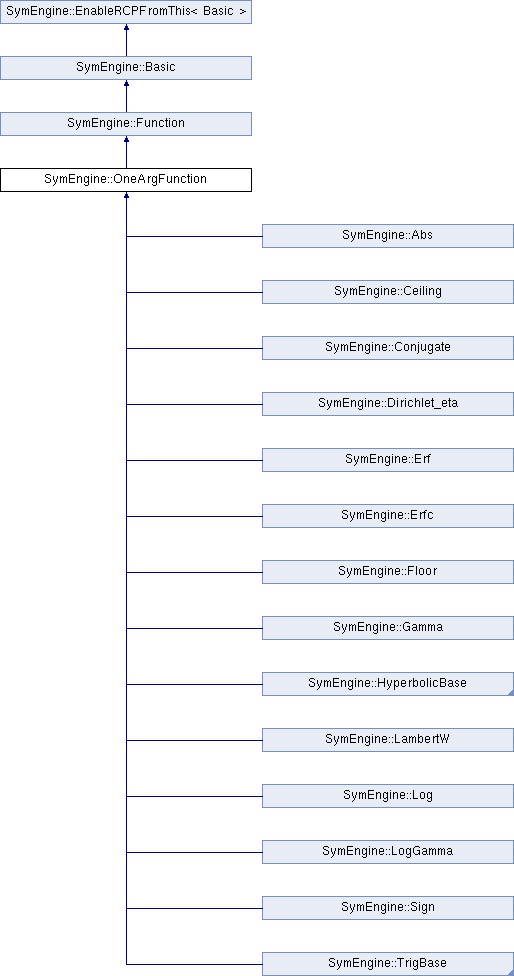 SymEngine::EnableRCPFromThis< Basic >
SymEngine::Basic
SymEngine::Function
SymEngine::OneArgFunction
SymEngine::Abs
SymEngine::Ceiling
SymEngine::Conjugate
SymEngine::Dirichlet_eta
SymEngine::Erf
SymEngine::Erfc
SymEngine::Floor
SymEngine::Gamma
SymEngine::HyperbolicBase
SymEngine::LambertW
SymEngine::Log
SymEngine::LogGamma
SymEngine::Sign
SymEngine::TrigBase